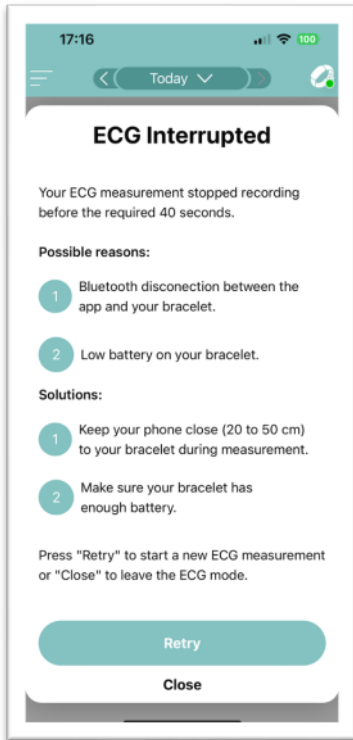 17:16
100
Today
ECG Interrupted
Your ECG measurement stopped recording
before the required 40 seconds.
Possible reasons:
1
Bluetooth disconection between the
app and your bracelet.
2
Low battery on your bracelet.
Solutions:
1
Keep your phone close (20 to 50 cm)
to your bracelet during measurement.
2
Make sure your bracelet has
enough battery.
Press "Retry" to start a new ECG measurement
or "Close" to leave the ECG mode.
Retry
Close